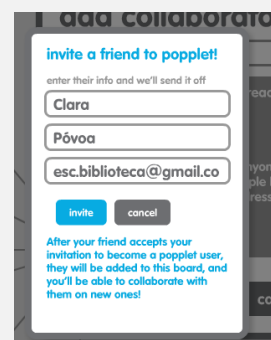 add collaborato
invite a friend to popplet!
enter their info and we'll send it off
Clara
Póvoa
esc.biblioteca@gmail.co
invite cancel
After your friend accepts your
invitation to become a popplet user,
they will be added to this board, and
you'll be able to collaborate with
them on new ones!